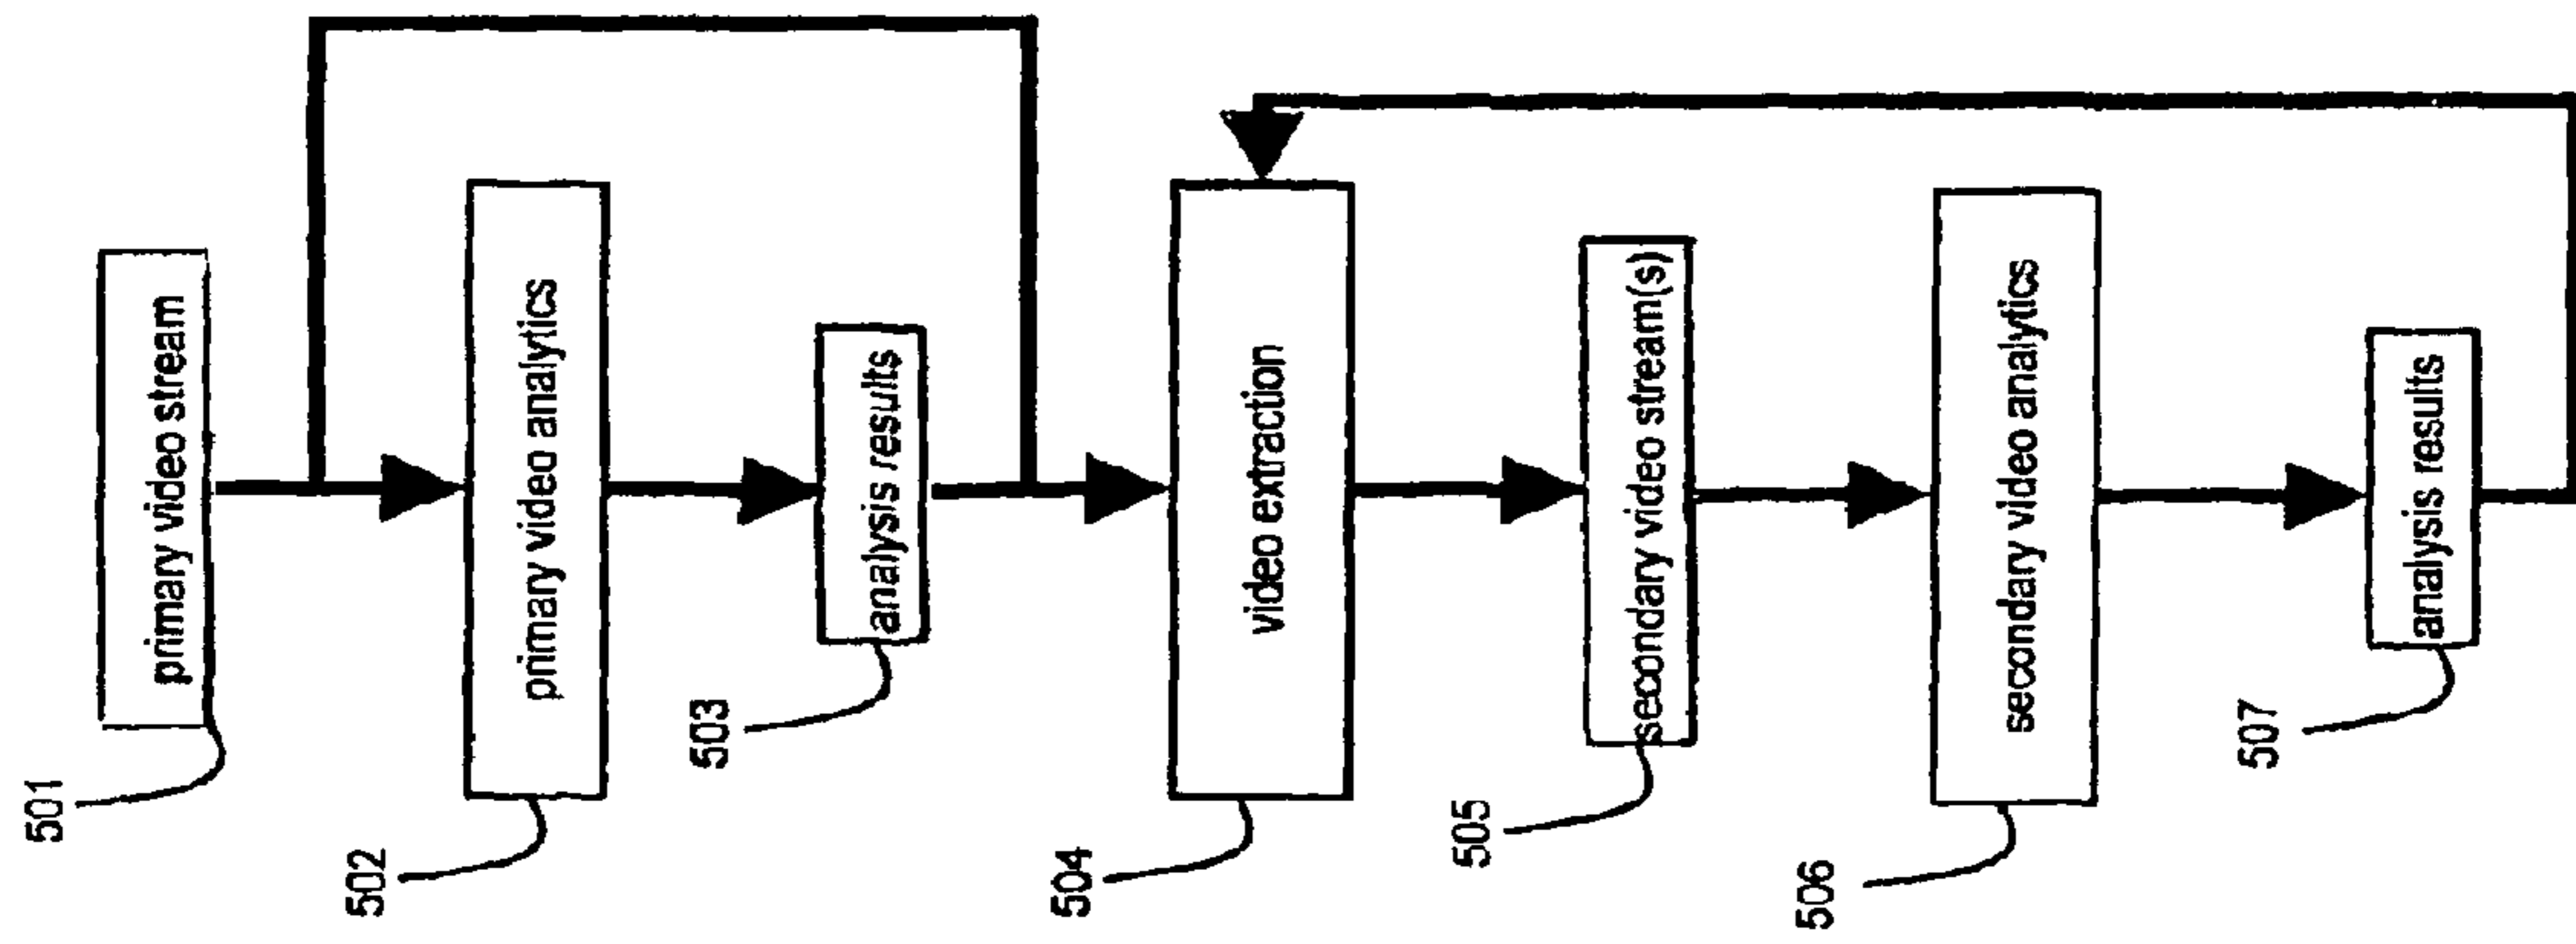 501
primary video stream
502
primary video analytics
503
analysis results
504
video extraction
505
secondary video stream(s)
506
secondary video analytics
507
analysis results